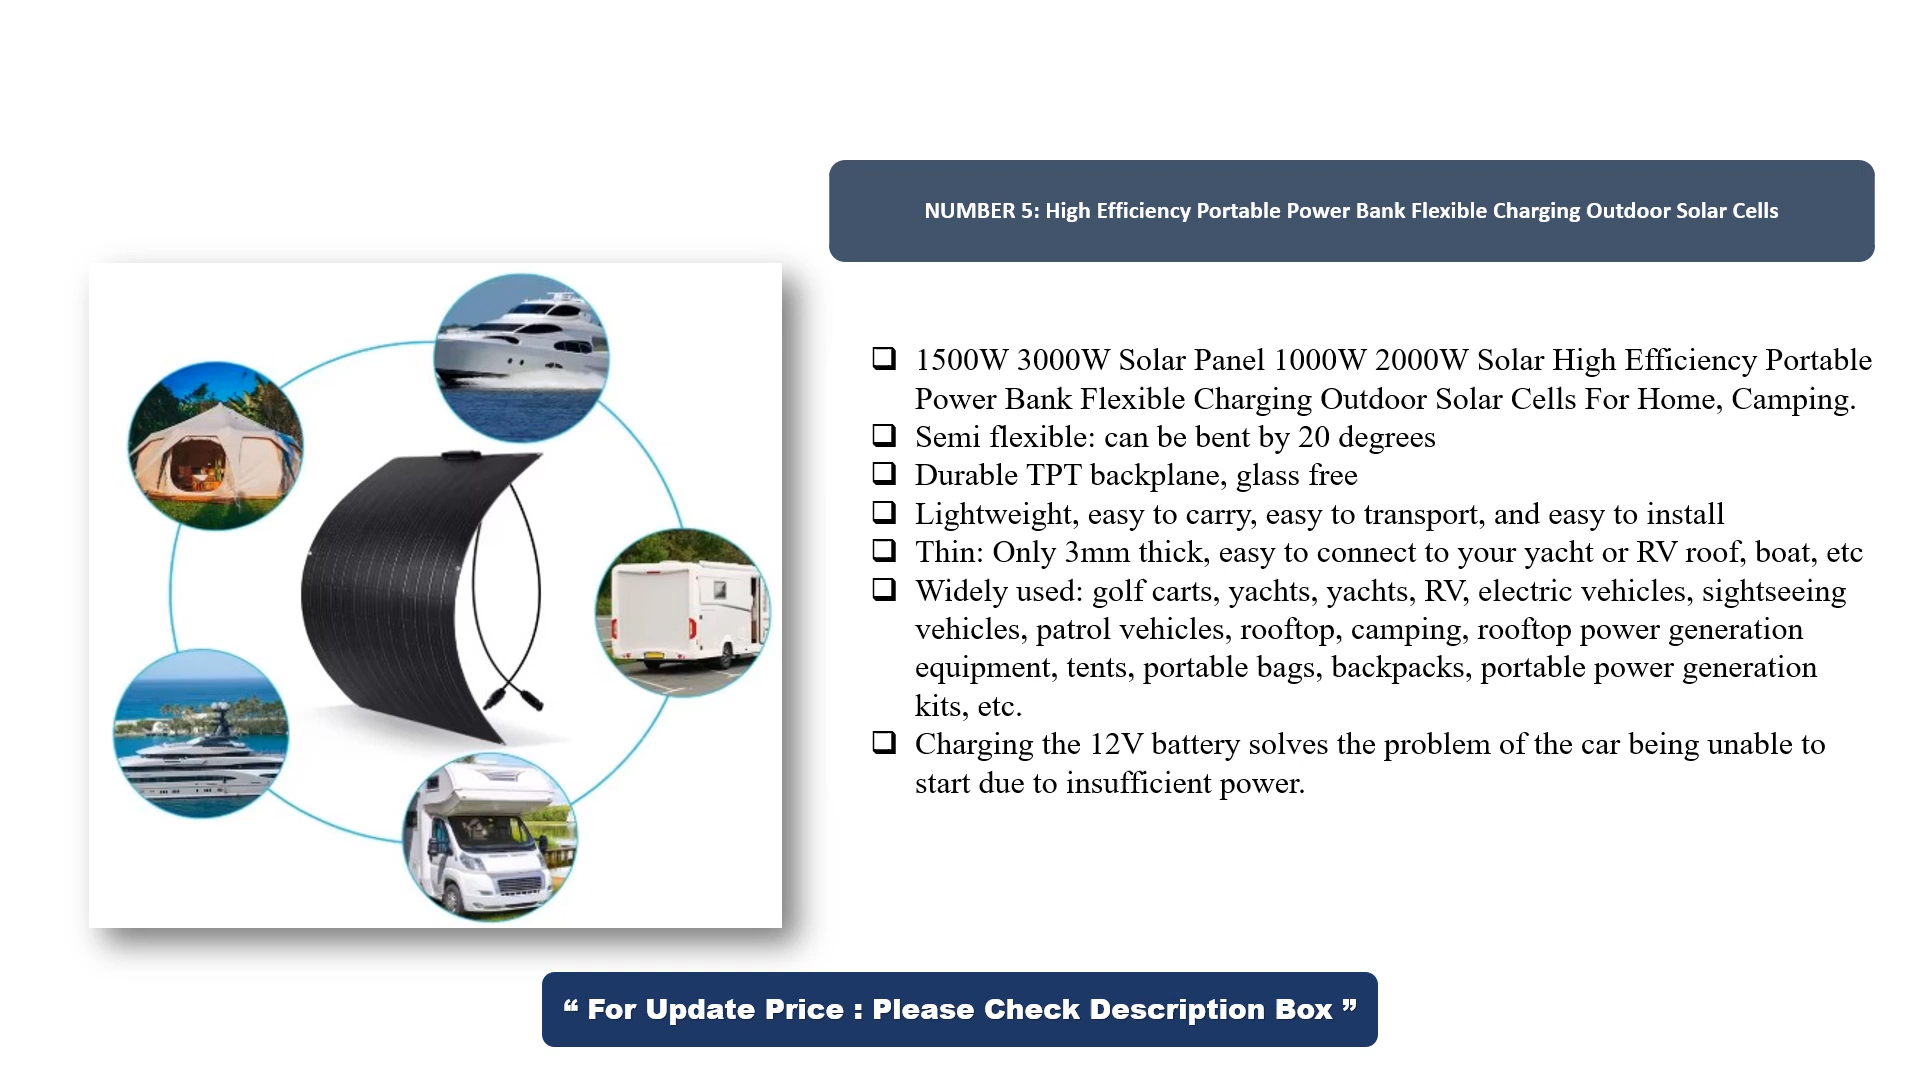 NUMBER 5: High Efficiency Portable Power Bank Flexible Charging Outdoor Solar Cells
1500W 3000W Solar Panel 1000W 2000W Solar High Efficiency Portable
Power Bank Flexible Charging Outdoor Solar Cells For Home, Camping.
Semi flexible: can be bent by 20 degrees
Durable TPT backplane, glass free
Lightweight, easy to carry, easy to transport, and easy to install
Thin: Only 3mm thick, easy to connect to your yacht or RV roof, boat, etc
Widely used: golf carts, yachts, yachts, RV, electric vehicles, sightseeing
vehicles, patrol vehicles, rooftop, camping, rooftop power generation
equipment, tents, portable bags, backpacks, portable power generation
kits, etc.
Charging the 12V battery solves the problem of the car being unable to
start due to insufficient power.
“ For Update Price : Please Check Description Box ”